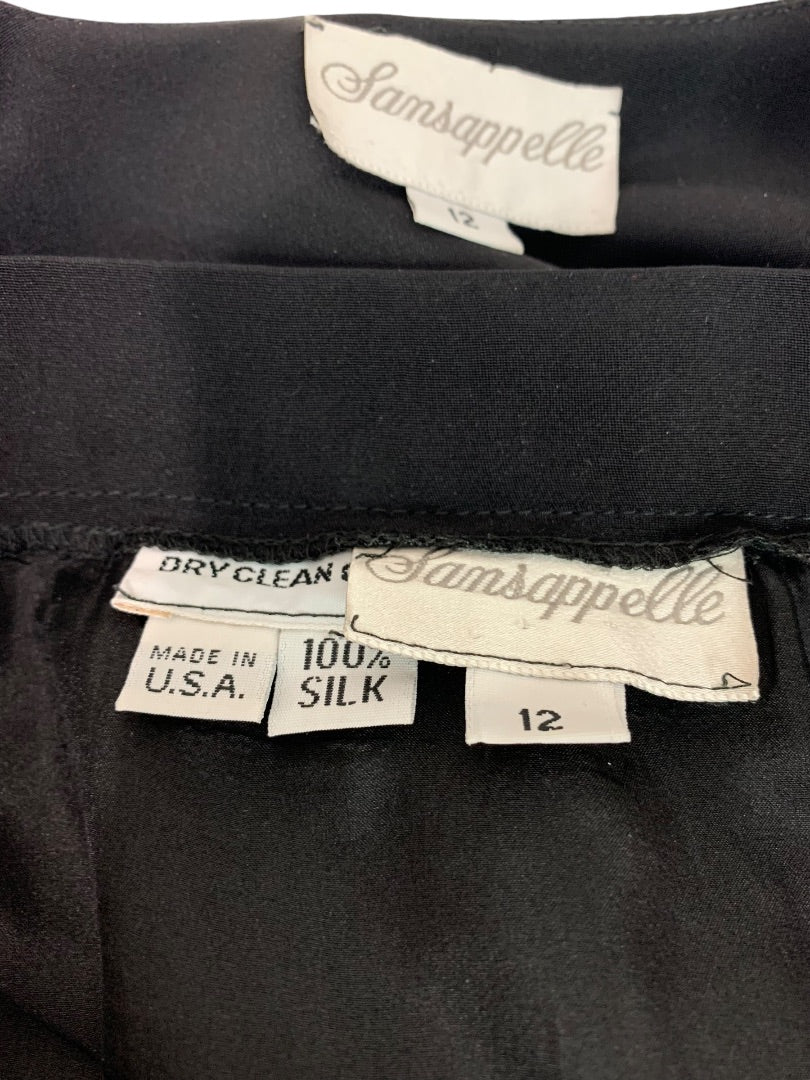 Sansappelle
12
DRY CLEAN
Sansappelle
MADE IN
U.S.A.
100%
SILK
12